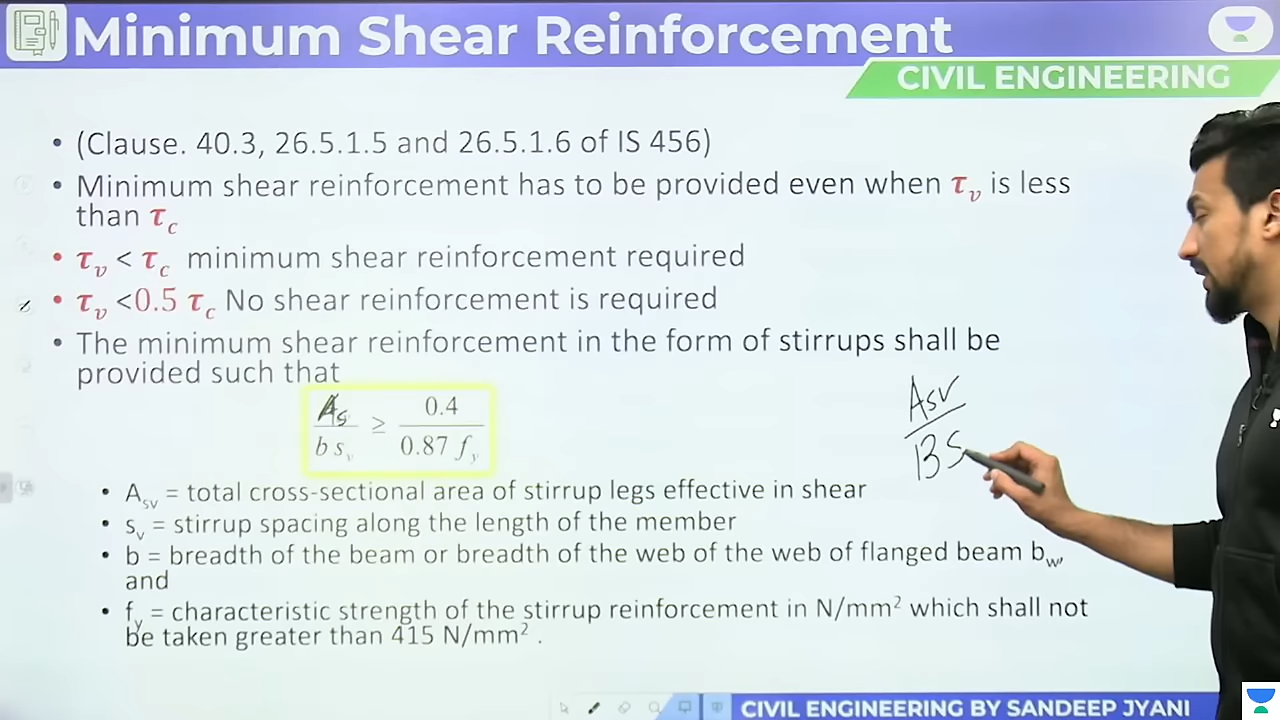 Minimum Shear Reinforcement
CIVIL ENGINEERING
• (Clause. 40.3, 26.5.1.5 and 26.5.1.6 of IS 456)
• Minimum shear reinforcement has to be provided even when τv is less
than τc
• τv < τc minimum shear reinforcement required
• τv <0.5 τc No shear reinforcement is required
• The minimum shear reinforcement in the form of stirrups shall be
provided such that
As / b sv ≥ 0.4 / 0.87 fy
Asv
BS
• Asv = total cross-sectional area of stirrup legs effective in shear
• sv = stirrup spacing along the length of the member
• b = breadth of the beam or breadth of the web of the web of flanged beam bw,
and
• fy = characteristic strength of the stirrup reinforcement in N/mm² which shall not
be taken greater than 415 N/mm² .
CIVIL ENGINEERING BY SANDEEP JYANI